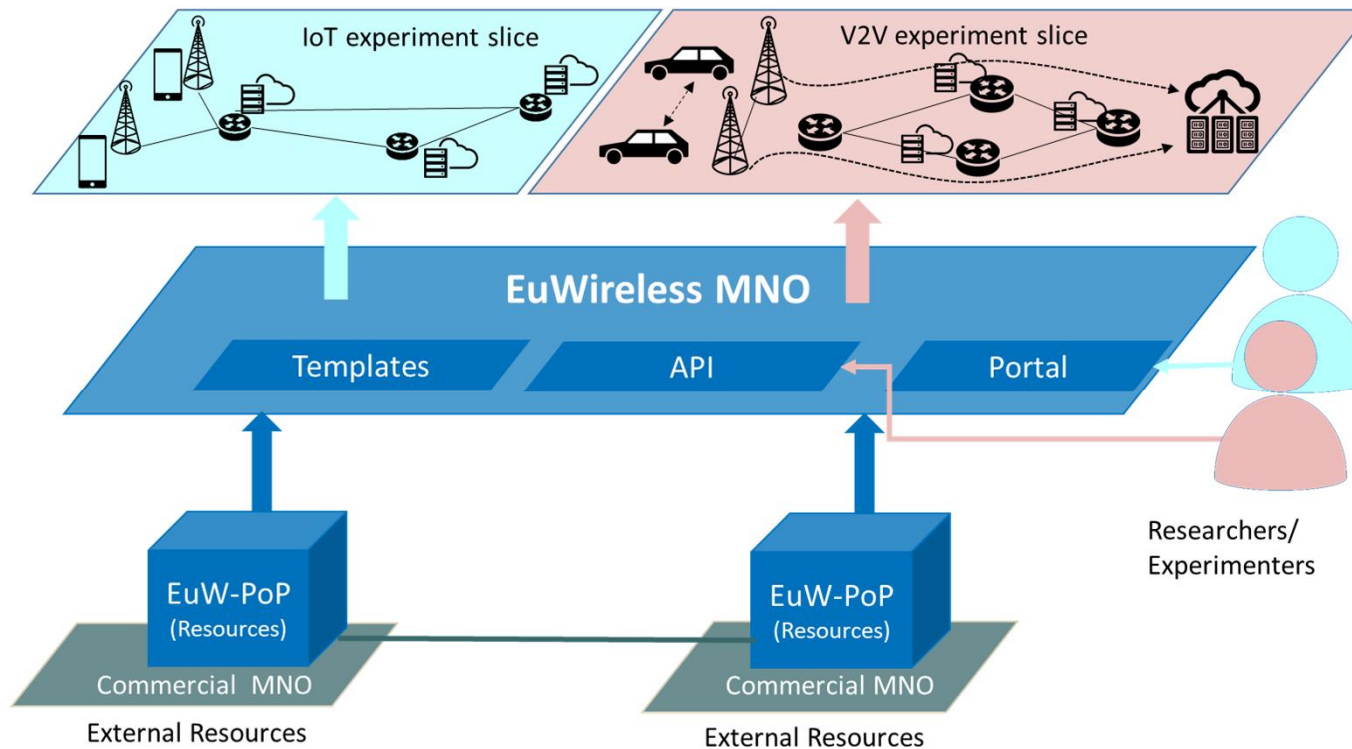 IoT experiment slice
V2V experiment slice
EuWireless MNO
Templates
API
Portal
Researchers/
Experimenters
EuW-PoP
(Resources)
Commercial MNO
External Resources
EuW-PoP
(Resources)
Commercial MNO
External Resources